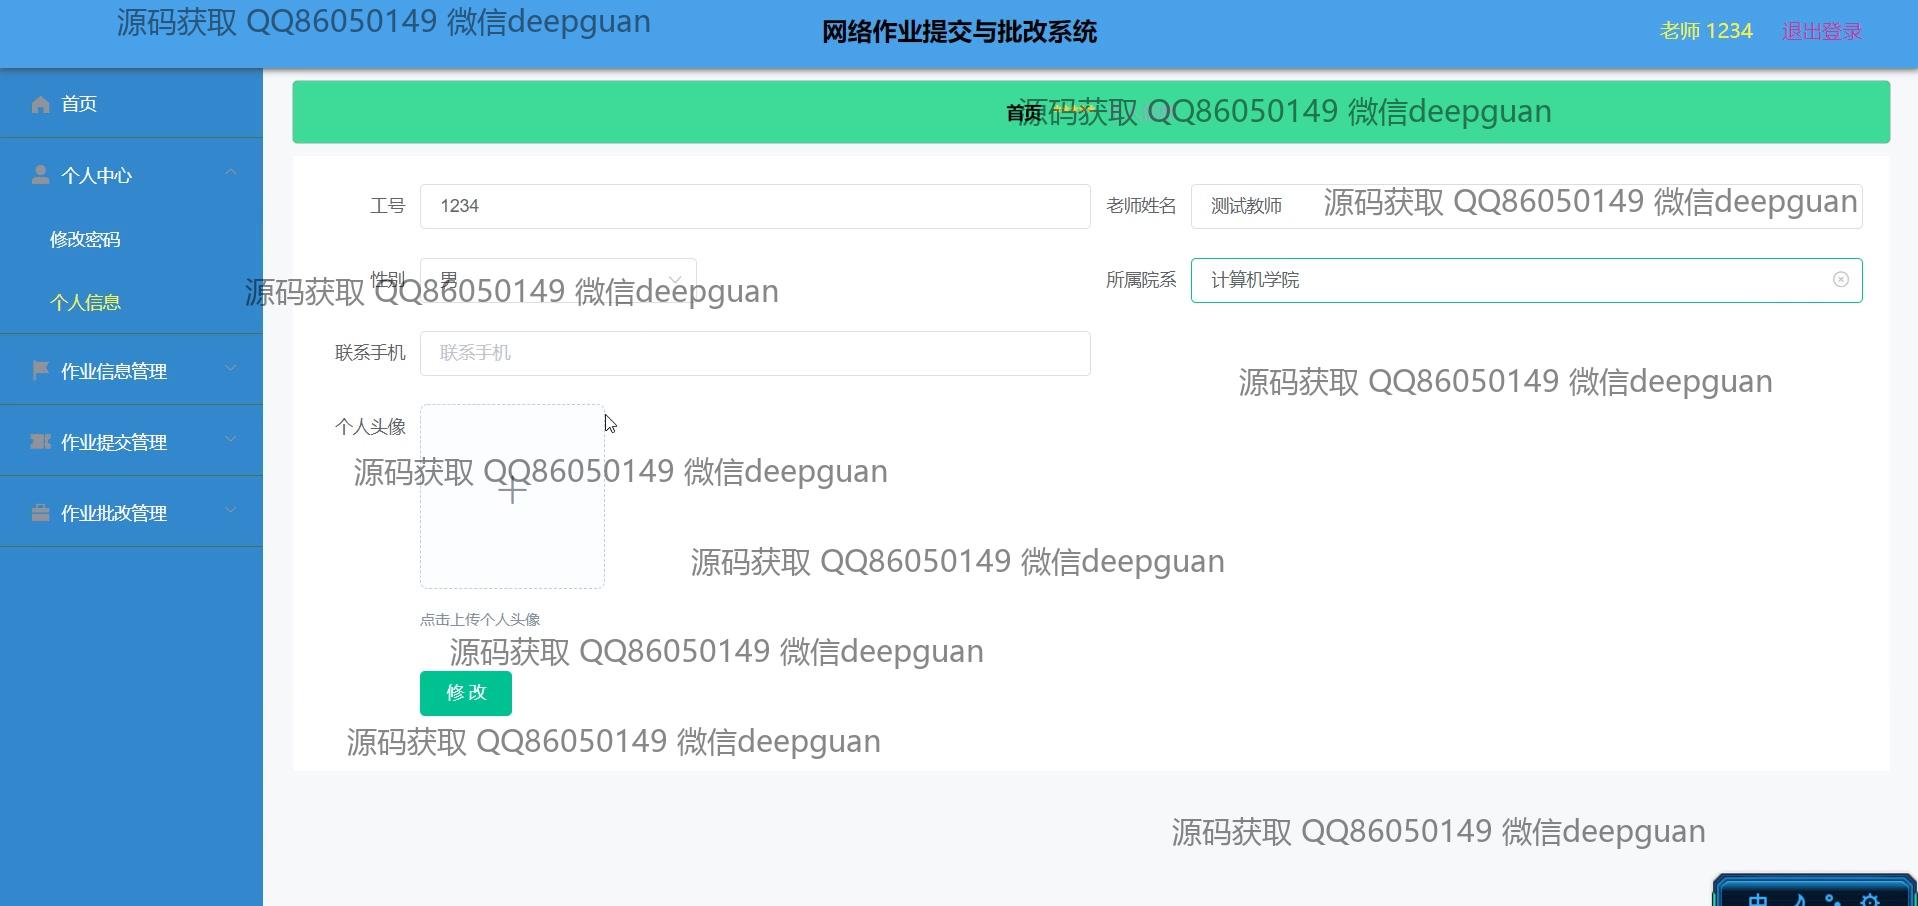 源码获取 QQ86050149 微信deepguan
网络作业提交与批改系统
老师 1234
退出登录
首页
源码获取 QQ86050149 微信deepguan
首页
个人中心
修改密码
个人信息
作业信息管理
作业提交管理
作业批改管理
工号
1234
老师姓名
测试教师
源码获取 QQ86050149 微信deepguan
性别
男
源码获取 QQ86050149 微信deepguan
所属院系
计算机学院
联系手机
联系手机
源码获取 QQ86050149 微信deepguan
个人头像
源码获取 QQ86050149 微信deepguan
源码获取 QQ86050149 微信deepguan
点击上传个人头像
源码获取 QQ86050149 微信deepguan
修 改
源码获取 QQ86050149 微信deepguan
源码获取 QQ86050149 微信deepguan
中